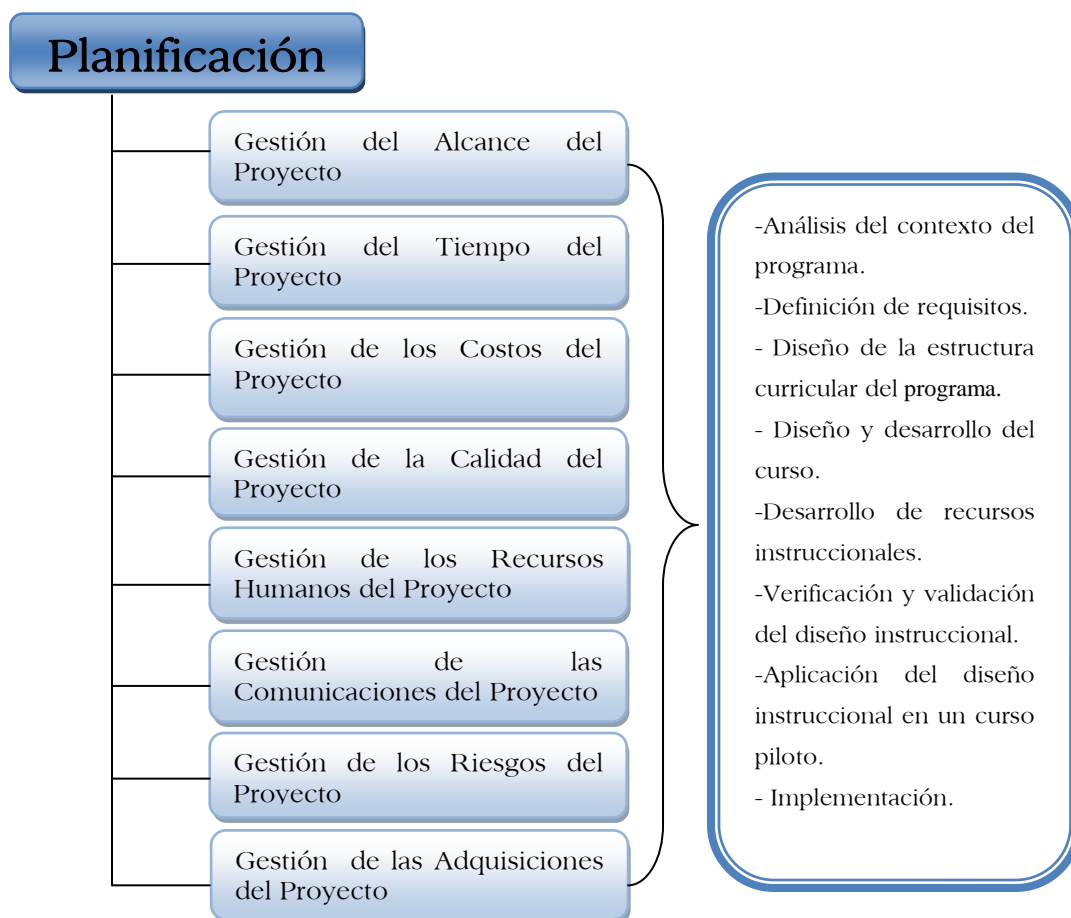 Planificación
Gestión del Alcance del
Proyecto
Gestión del Tiempo del
Proyecto
Gestión de los Costos del
Proyecto
Gestión de la Calidad del
Proyecto
Gestión de los Recursos
Humanos del Proyecto
Gestión de las
Comunicaciones del Proyecto
Gestión de los Riesgos del
Proyecto
Gestión de las Adquisiciones
del Proyecto
-Análisis del contexto del
programa.
-Definición de requisitos.
- Diseño de la estructura
curricular del programa.
- Diseño y desarrollo del
curso.
-Desarrollo de recursos
instruccionales.
-Verificación y validación
del diseño instruccional.
-Aplicación del diseño
instruccional en un curso
piloto.
- Implementación.